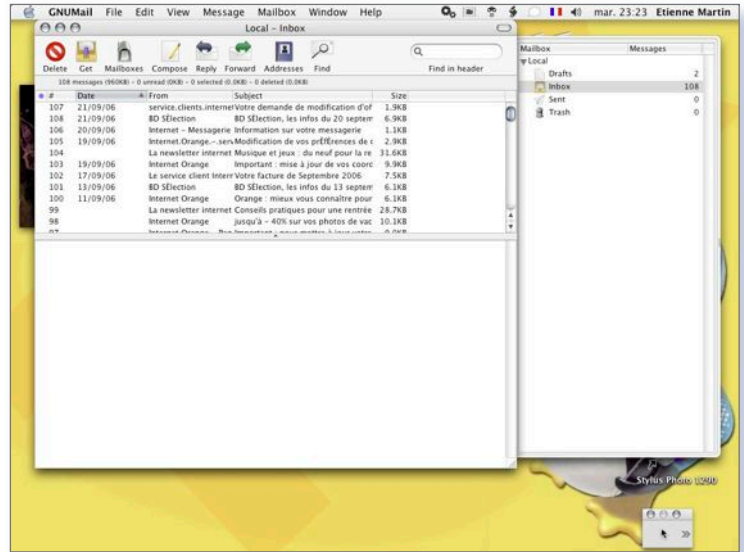 GNUMail File Edit View Message Mailbox Window Help mar. 23:23 Etienne Martin
Local – Inbox
Delete Get Mailboxes Compose Reply Forward Addresses Find Find in header
108 messages (960KB) – 0 unread (0KB) – 0 selected (0.0KB) – 0 deleted (0.0KB)
# Date From Subject Size
107 21/09/06 service.clients.internet Votre demande de modification d'of 1.9KB
108 21/09/06 BD SÉlection BD SÉlection, les infos du 20 septem 6.9KB
106 20/09/06 Internet – Messagerie Information sur votre messagerie 1.1KB
105 19/09/06 Internet.Orange.–.serv Modification de vos prÉfÉrences de c 2.9KB
104 La newsletter internet Musique et jeux : du neuf pour la re 31.6KB
103 19/09/06 Internet Orange Important : mise à jour de vos coord 9.9KB
102 17/09/06 Le service client Intern Votre facture de Septembre 2006 7.5KB
101 13/09/06 BD SÉlection BD SÉlection, les infos du 13 septem 6.1KB
100 11/09/06 Internet Orange Orange : mieux vous connaître pour 6.1KB
99 La newsletter internet Conseils pratiques pour une rentrée 28.7KB
98 Internet Orange jusqu'à – 40% sur vos photos de vac 10.1KB
Mailbox Messages
Local
Drafts 2
Inbox 108
Sent 0
Trash 0
Stylus Photo 1290